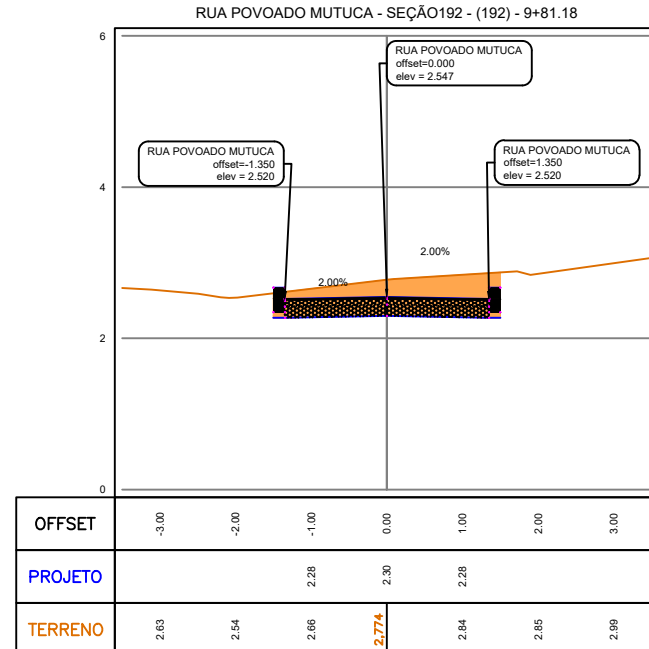 RUA POVOADO MUTUCA - SEÇÃO192 - (192) - 9+81.18
6
RUA POVOADO MUTUCA
offset=0.000
elev = 2.547
RUA POVOADO MUTUCA
offset=-1.350
elev = 2.520
RUA POVOADO MUTUCA
offset=1.350
elev = 2.520
4
2.00%
2.00%
2
0
OFFSET -3.00 -2.00 -1.00 0.00 1.00 2.00 3.00
PROJETO 2.28 2.30 2.28
TERRENO 2.63 2.54 2.66 2,774 2.84 2.85 2.99